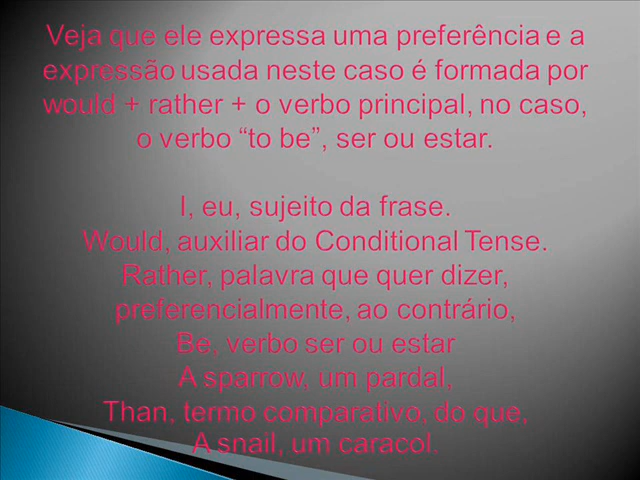 Veja que ele expressa uma preferência e a
expressão usada neste caso é formada por
would + rather + o verbo principal, no caso,
o verbo “to be”, ser ou estar.
I, eu, sujeito da frase.
Would, auxiliar do Conditional Tense.
Rather, palavra que quer dizer,
preferencialmente, ao contrário,
Be, verbo ser ou estar
A sparrow, um pardal,
Than, termo comparativo, do que,
A snail, um caracol.